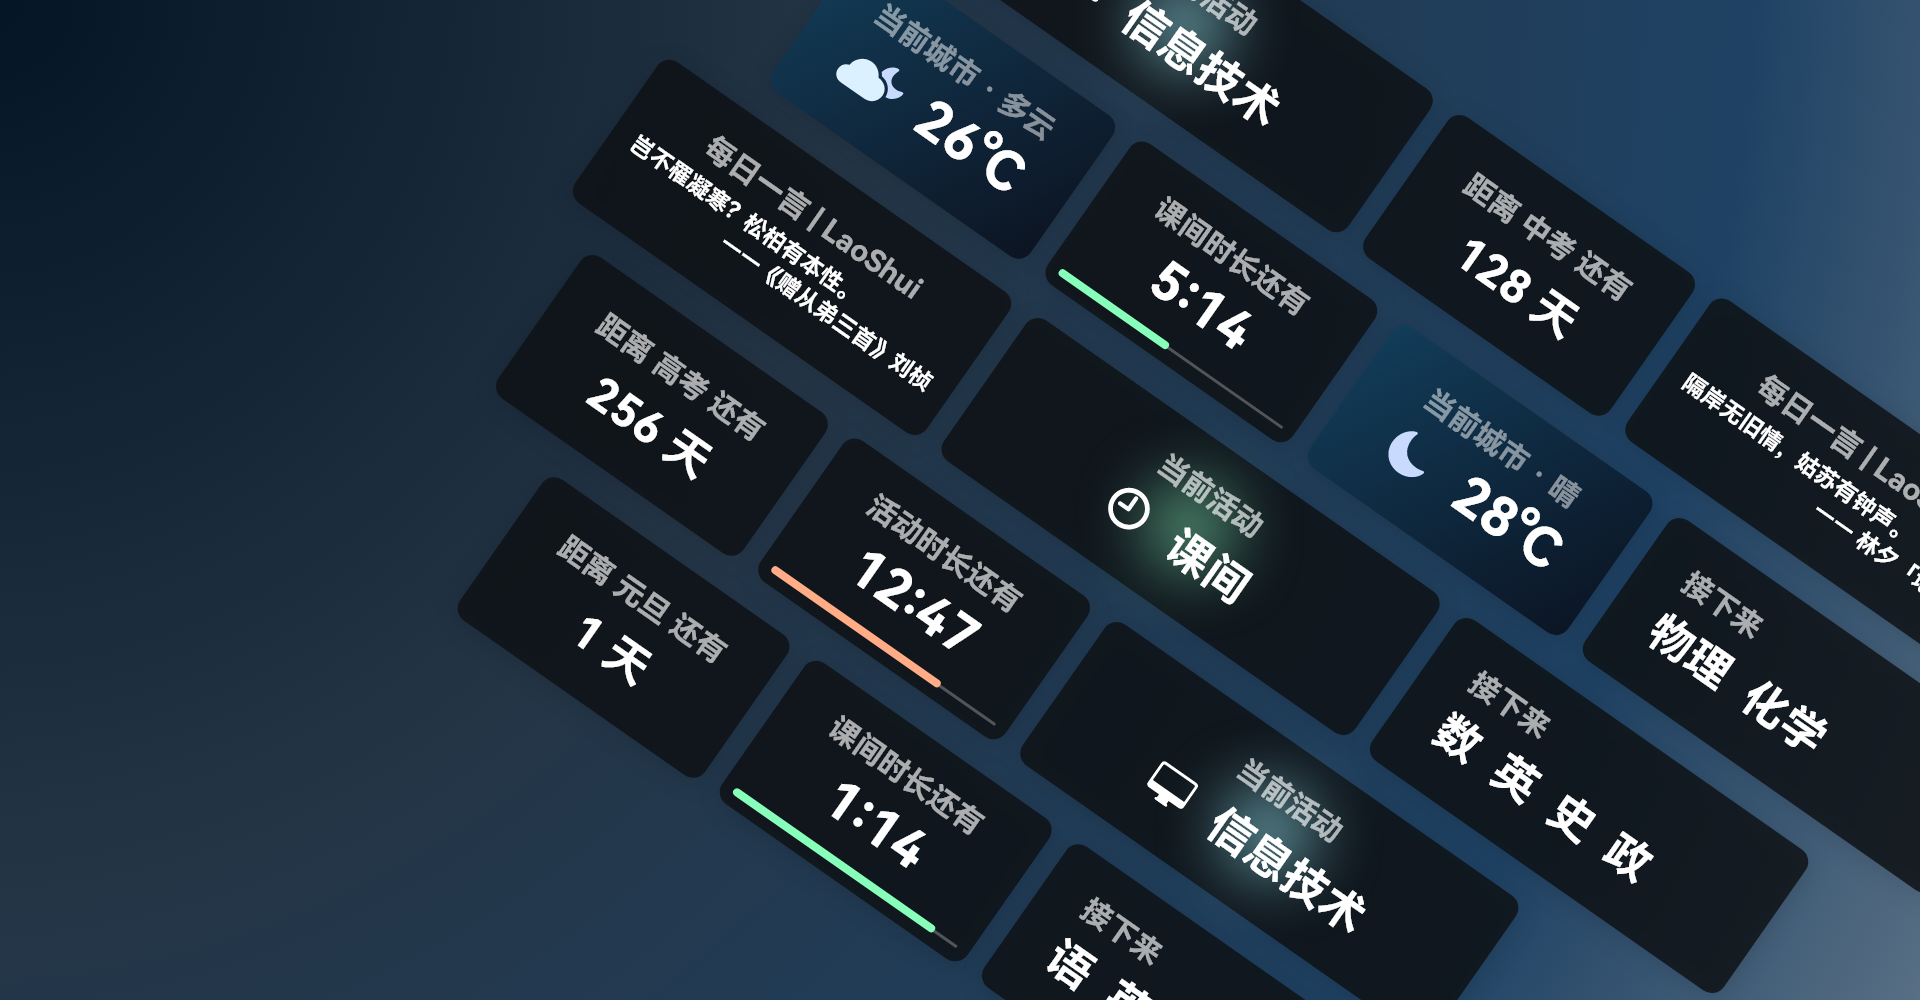 活动
信息技术
当前城市 · 多云
26℃
每日一言 | LaoShui
岂不罹凝寒？松柏有本性。
——《赠从弟三首》刘桢
课间时长还有
5:14
距离 中考 还有
128 天
距离 高考 还有
256 天
当前活动
课间
当前城市 · 晴
28℃
每日一言 | Lao
隔岸无旧情，姑苏有钟声。
—— 林夕「
活动时长还有
12:47
接下来
物理 化学
距离 元旦 还有
1 天
当前活动
信息技术
接下来
数 英 史 政
课间时长还有
1:14
接下来
语 英